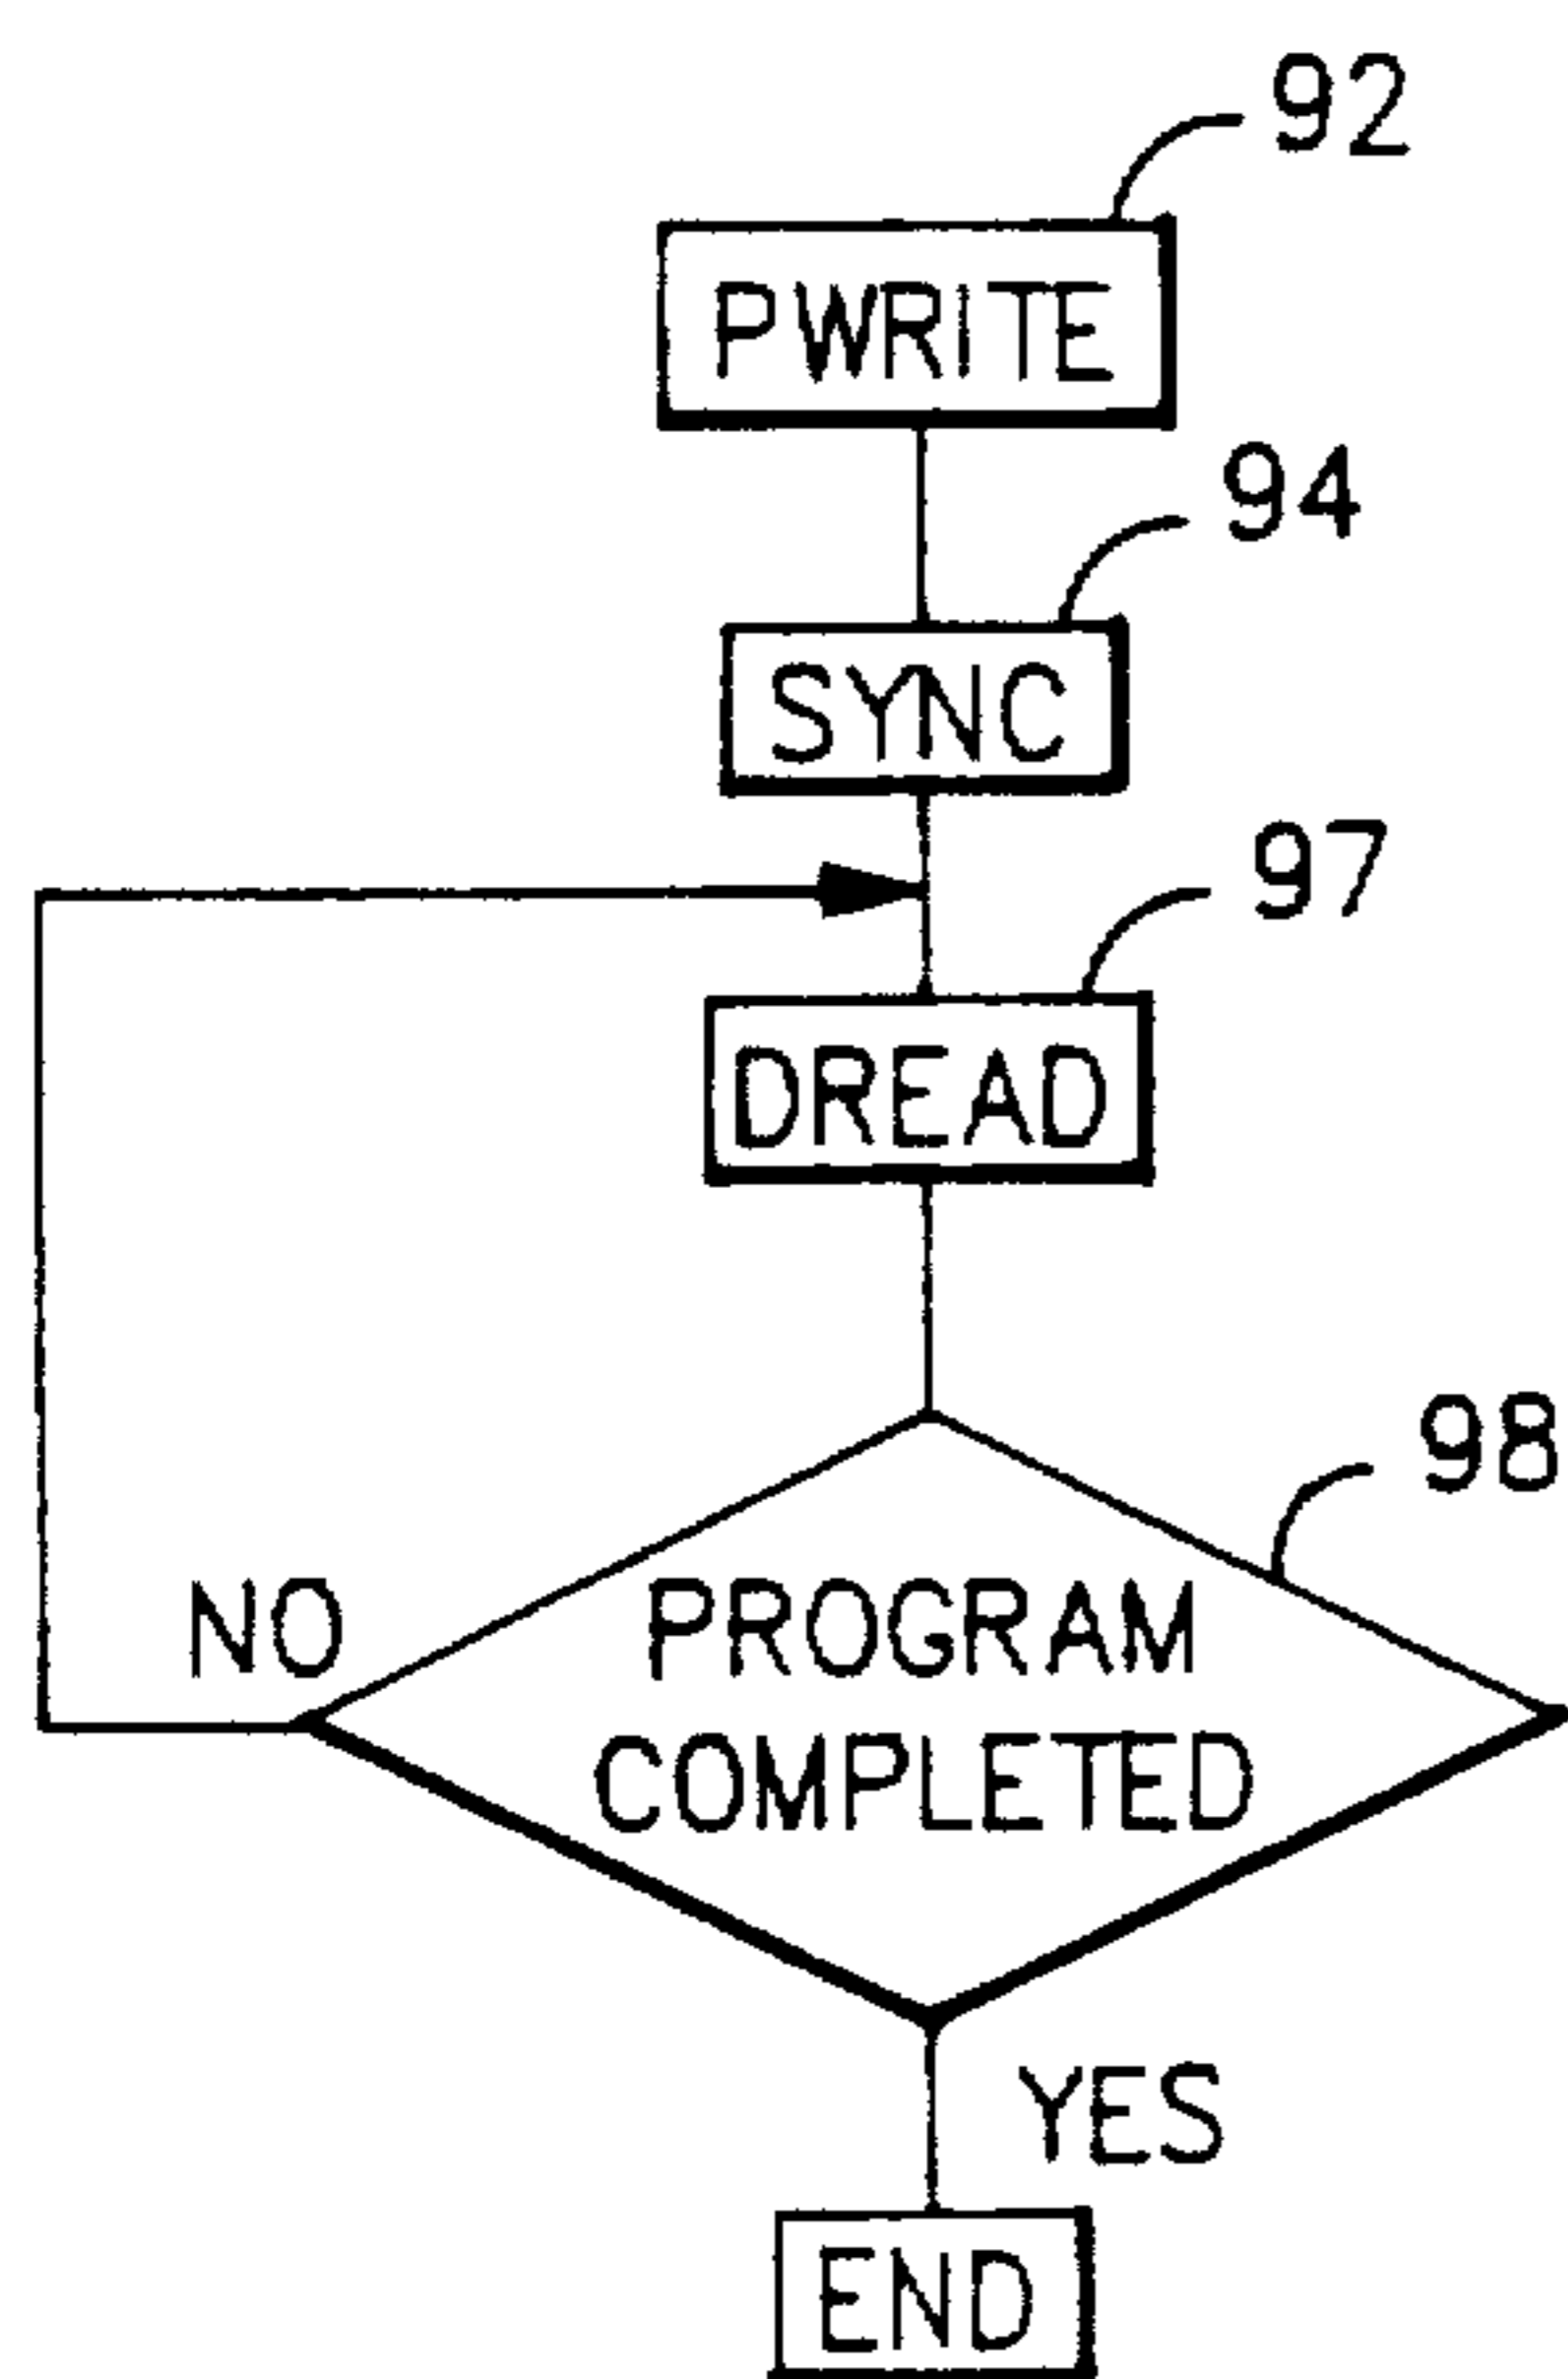 92
PWRITE
94
SYNC
97
DREAD
98
NO
PROGRAM
COMPLETED
YES
END